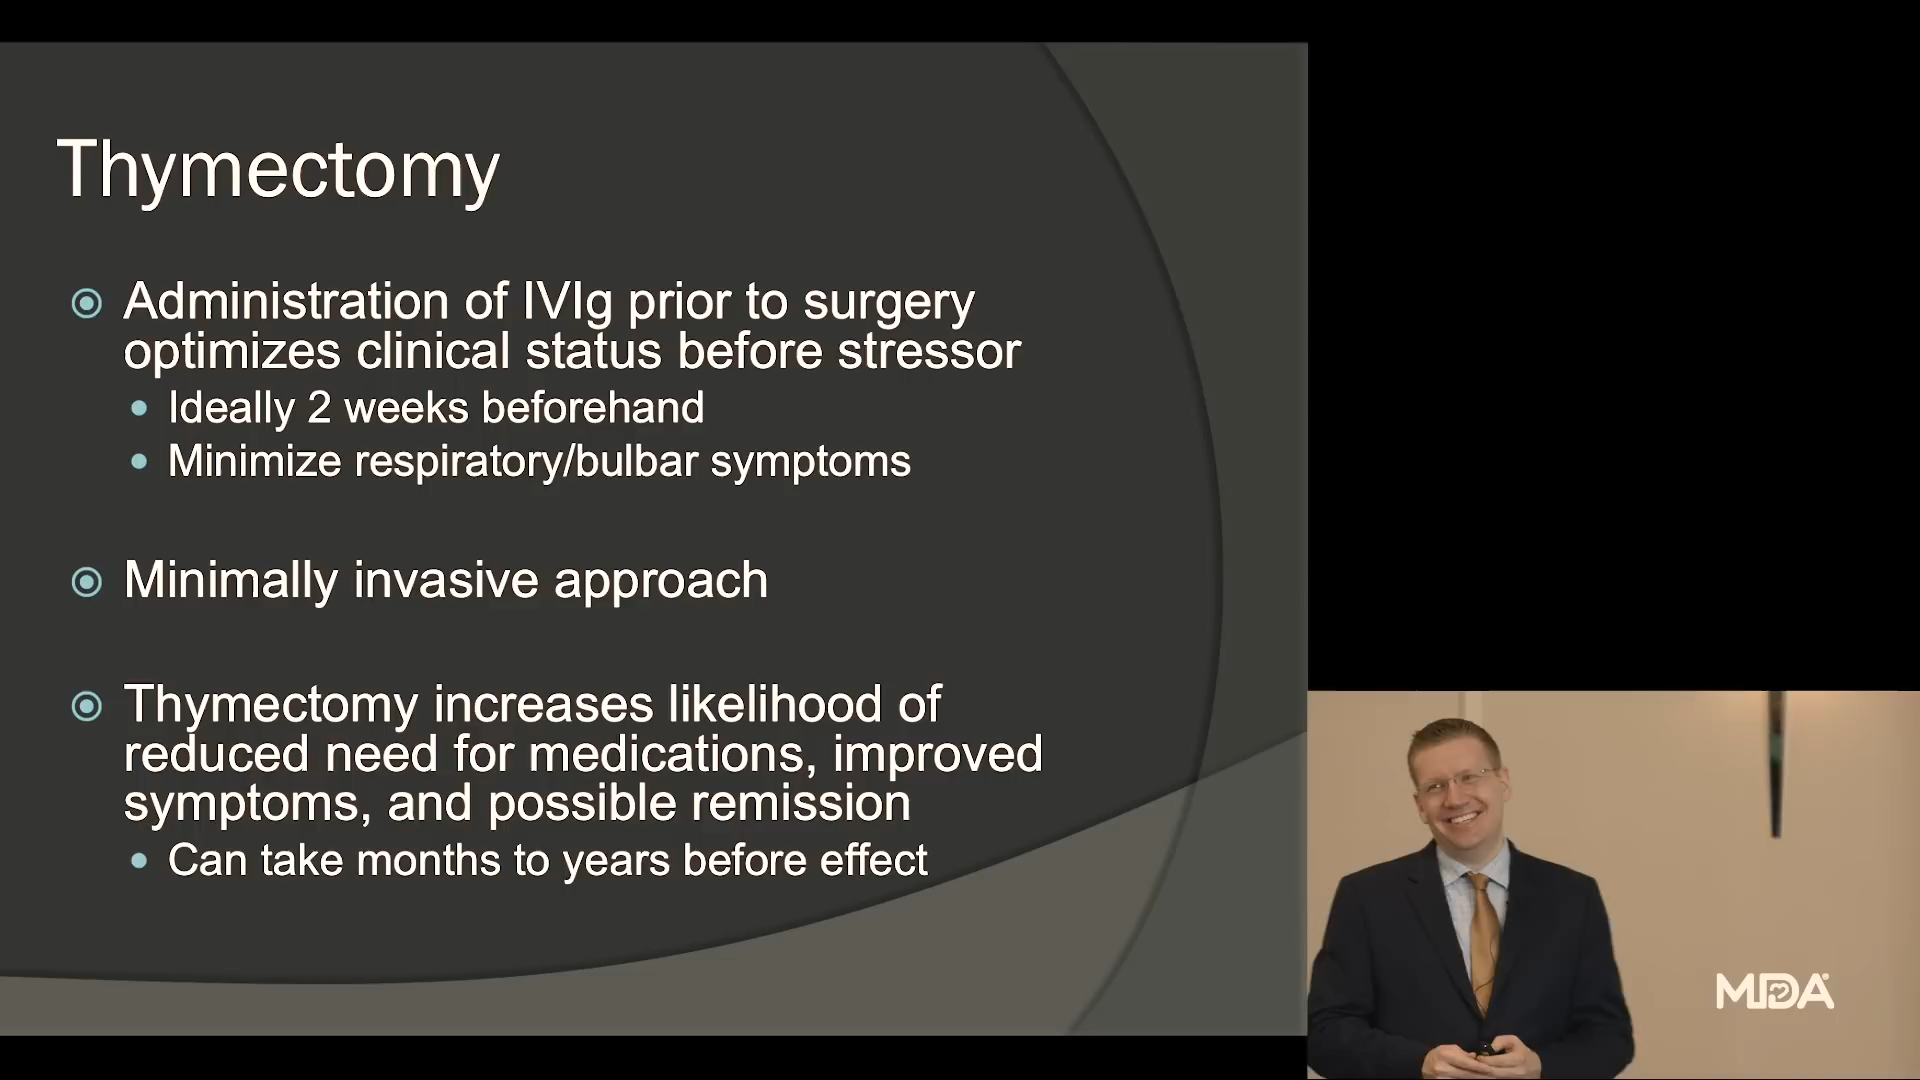 Thymectomy
Administration of IVIg prior to surgery
optimizes clinical status before stressor
Ideally 2 weeks beforehand
Minimize respiratory/bulbar symptoms
Minimally invasive approach
Thymectomy increases likelihood of
reduced need for medications, improved
symptoms, and possible remission
Can take months to years before effect
MDA